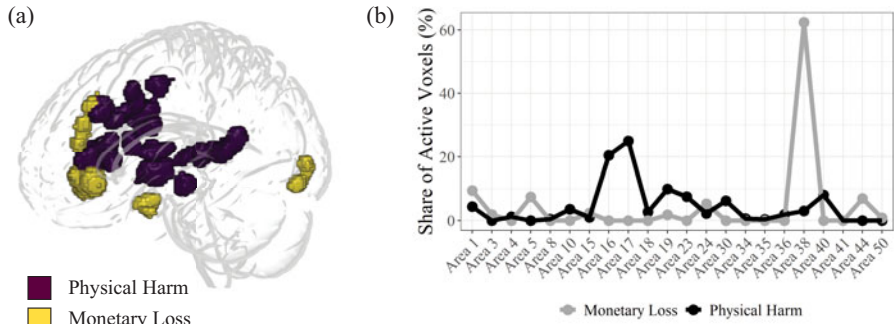 (a)
Physical Harm
Monetary Loss
(b)
Share of Active Voxels (%)
60
40
20
0
Area 1
Area 3
Area 4
Area 5
Area 8
Area 10
Area 15
Area 16
Area 17
Area 18
Area 19
Area 23
Area 24
Area 30
Area 34
Area 35
Area 36
Area 38
Area 40
Area 41
Area 44
Area 50
Monetary Loss
Physical Harm